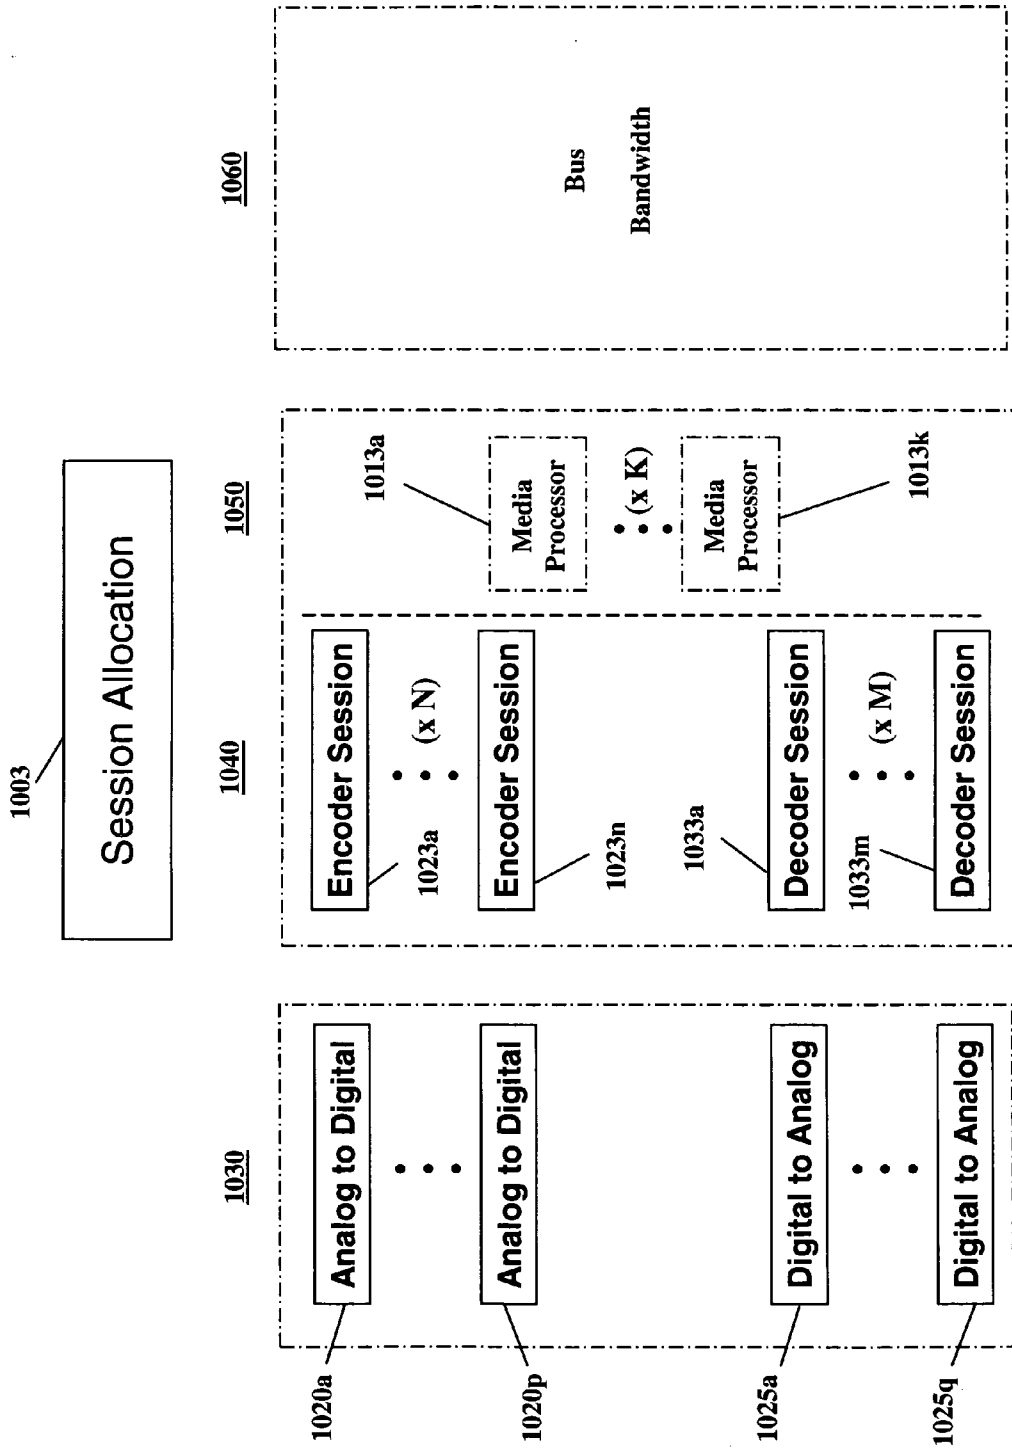 1003
Session Allocation
1030
1040
1050
1060
1020a
Analog to Digital
1020p
Analog to Digital
1025a
Digital to Analog
1025q
Digital to Analog
Encoder Session
1023a
(x N)
Encoder Session
1023n
1033a
Decoder Session
1033m
(x M)
Decoder Session
1013a
Media
Processor
(x K)
Media
Processor
1013k
Bus
Bandwidth